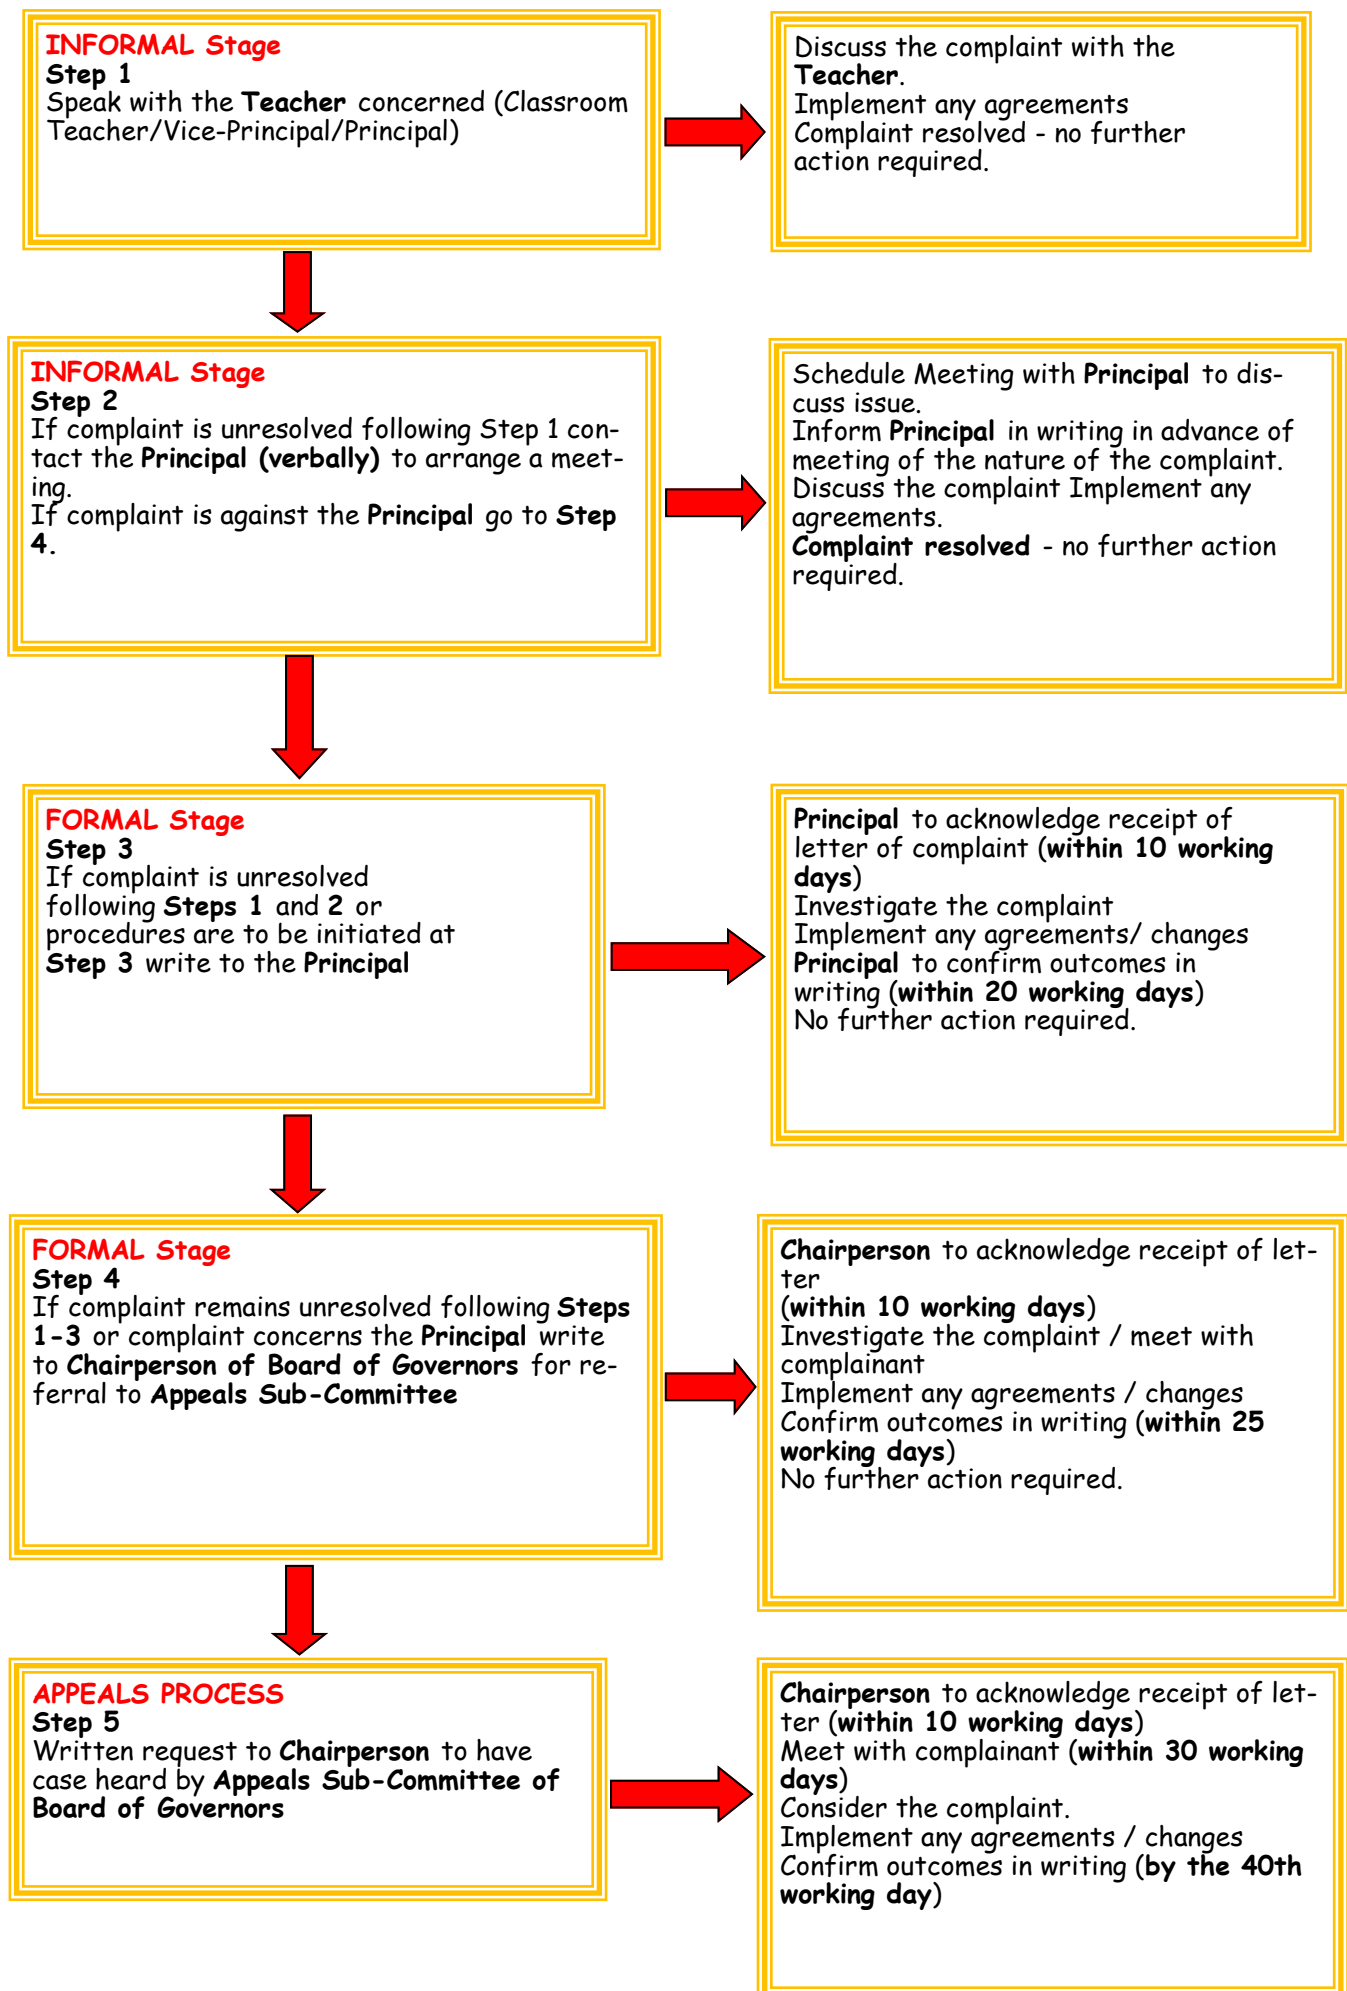 INFORMAL Stage
Step 1
Speak with the Teacher concerned (Classroom
Teacher/Vice-Principal/Principal)
Discuss the complaint with the
Teacher.
Implement any agreements
Complaint resolved - no further
action required.
INFORMAL Stage
Step 2
If complaint is unresolved following Step 1 con-
tact the Principal (verbally) to arrange a meet-
ing.
If complaint is against the Principal go to Step
4.
Schedule Meeting with Principal to dis-
cuss issue.
Inform Principal in writing in advance of
meeting of the nature of the complaint.
Discuss the complaint Implement any
agreements.
Complaint resolved - no further action
required.
FORMAL Stage
Step 3
If complaint is unresolved
following Steps 1 and 2 or
procedures are to be initiated at
Step 3 write to the Principal
Principal to acknowledge receipt of
letter of complaint (within 10 working
days)
Investigate the complaint
Implement any agreements/ changes
Principal to confirm outcomes in
writing (within 20 working days)
No further action required.
FORMAL Stage
Step 4
If complaint remains unresolved following Steps
1-3 or complaint concerns the Principal write
to Chairperson of Board of Governors for re-
ferral to Appeals Sub-Committee
Chairperson to acknowledge receipt of let-
ter
(within 10 working days)
Investigate the complaint / meet with
complainant
Implement any agreements / changes
Confirm outcomes in writing (within 25
working days)
No further action required.
APPEALS PROCESS
Step 5
Written request to Chairperson to have
case heard by Appeals Sub-Committee of
Board of Governors
Chairperson to acknowledge receipt of let-
ter (within 10 working days)
Meet with complainant (within 30 working
days)
Consider the complaint.
Implement any agreements / changes
Confirm outcomes in writing (by the 40th
working day)